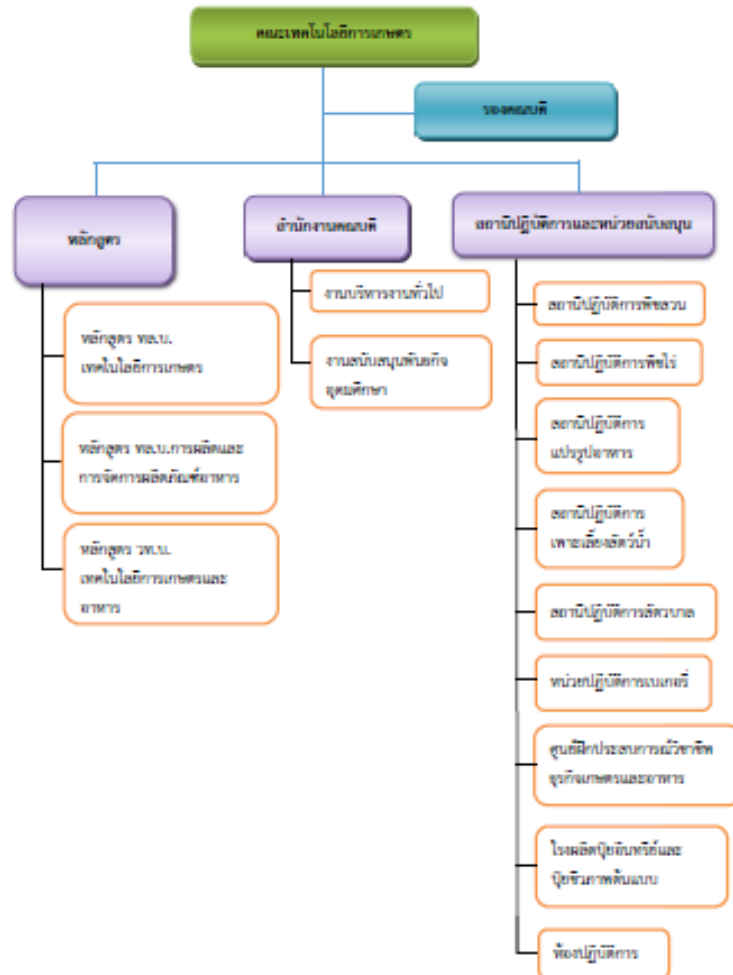 คณะเทคโนโลยีการเกษตร
รองคณบดี
หลักสูตร
สำนักงานคณบดี
สถานีปฏิบัติการและหน่วยสนับสนุน
หลักสูตร ทล.บ.
เทคโนโลยีการเกษตร
หลักสูตร ทล.บ.การผลิตและ
การจัดการผลิตภัณฑ์อาหาร
หลักสูตร วท.บ.
เทคโนโลยีการเกษตรและ
อาหาร
งานบริหารงานทั่วไป
งานสนับสนุนพันธกิจ
อุดมศึกษา
สถานีปฏิบัติการพืชสวน
สถานีปฏิบัติการพืชไร่
สถานีปฏิบัติการ
แปรรูปอาหาร
สถานีปฏิบัติการ
เพาะเลี้ยงสัตว์น้ำ
สถานีปฏิบัติการสัตวบาล
หน่วยปฏิบัติการเบเกอรี่
ศูนย์ฝึกประสบการณ์วิชาชีพ
ธุรกิจเกษตรและอาหาร
โรงผลิตปุ๋ยอินทรีย์และ
ปุ๋ยชีวภาพต้นแบบ
ห้องปฏิบัติการ